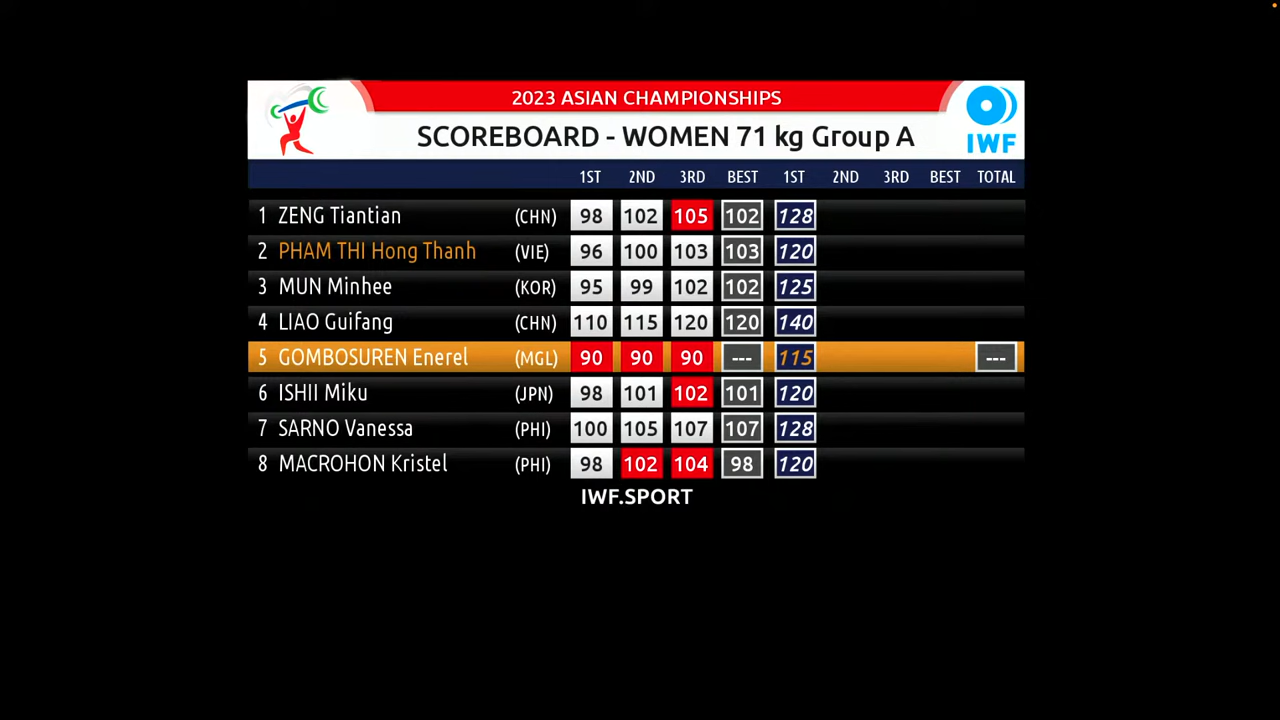 2023 ASIAN CHAMPIONSHIPS
SCOREBOARD - WOMEN 71 kg Group A
IWF
1ST 2ND 3RD BEST 1ST 2ND 3RD BEST TOTAL
1 ZENG Tiantian (CHN) 98 102 105 102 128
2 PHAM THI Hong Thanh (VIE) 96 100 103 103 120
3 MUN Minhee (KOR) 95 99 102 102 125
4 LIAO Guifang (CHN) 110 115 120 120 140
5 GOMBOSUREN Enerel (MGL) 90 90 90 --- 115 ---
6 ISHII Miku (JPN) 98 101 102 101 120
7 SARNO Vanessa (PHI) 100 105 107 107 128
8 MACROHON Kristel (PHI) 98 102 104 98 120
IWF.SPORT